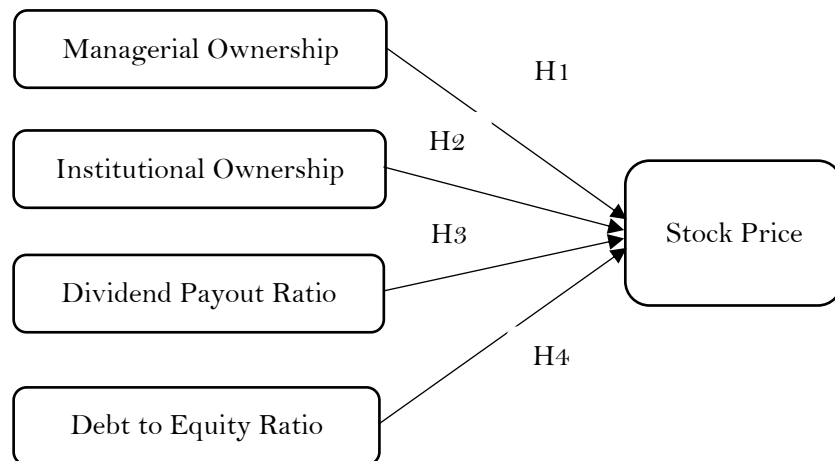 Managerial Ownership
H1
H2
Institutional Ownership
Stock Price
H3
Dividend Payout Ratio
H4
Debt to Equity Ratio